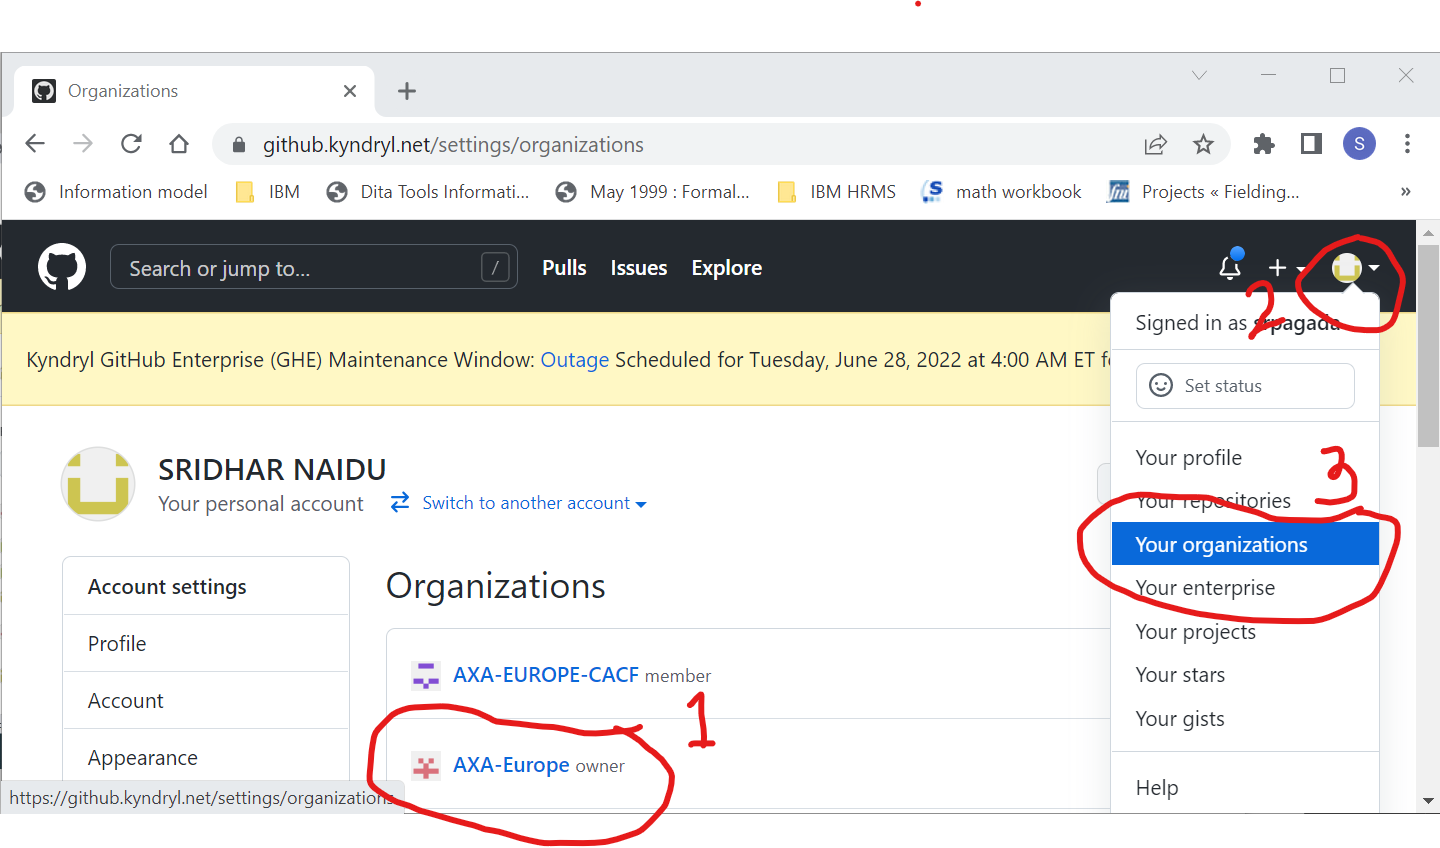 Organizations
github.kyndryl.net/settings/organizations
S
Information model IBM Dita Tools Informati... May 1999 : Formal... IBM HRMS math workbook Projects « Fielding... »
Search or jump to... / Pulls Issues Explore
2
Signed in as srpagada
Kyndryl GitHub Enterprise (GHE) Maintenance Window: Outage Scheduled for Tuesday, June 28, 2022 at 4:00 AM ET fo
Set status
SRIDHAR NAIDU
Your personal account Switch to another account
Your profile
3
Your repositories
Your organizations
Your enterprise
Your projects
Your stars
Your gists
Help
Account settings
Profile
Account
Appearance
Organizations
AXA-EUROPE-CACF member
1
AXA-Europe owner
https://github.kyndryl.net/settings/organizations